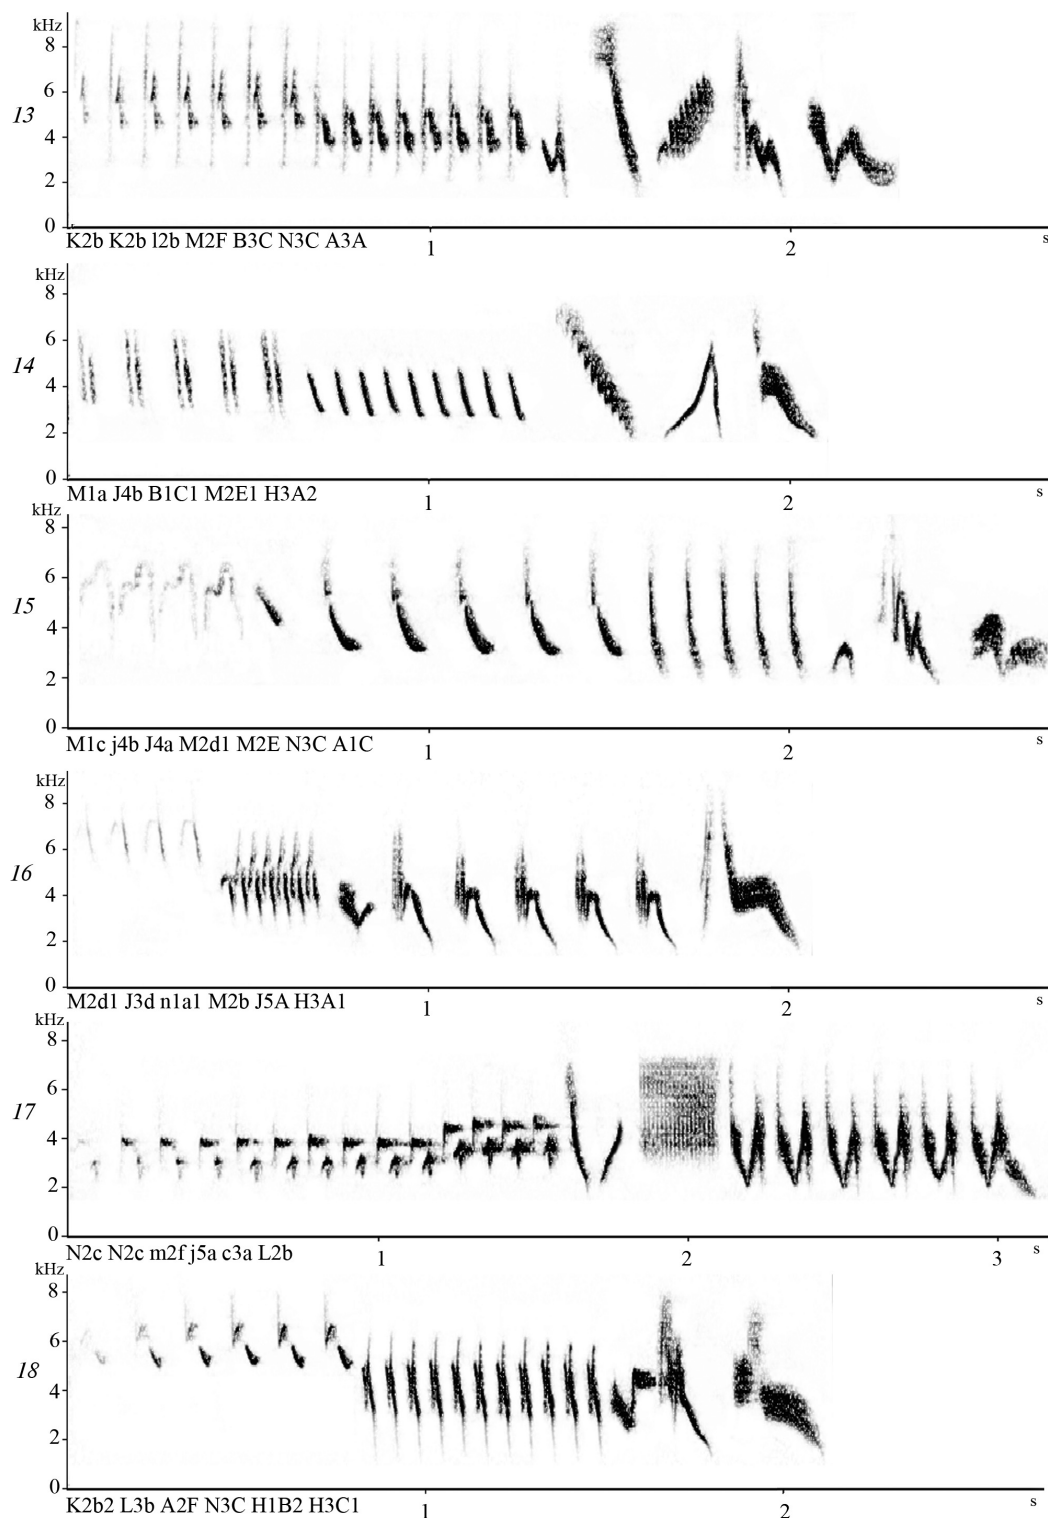 kHz
8
6
13
4
2
0
K2b K2b l2b M2F B3C N3C A3A
1
2
s
kHz
8
6
14
4
2
0
M1a J4b B1C1 M2E1 H3A2
1
2
s
kHz
8
6
15
4
2
0
M1c j4b J4a M2d1 M2E N3C A1C
1
2
s
kHz
8
6
16
4
2
0
M2d1 J3d n1a1 M2b J5A H3A1
1
2
s
kHz
8
6
17
4
2
0
N2c N2c m2f j5a c3a L2b
1
2
3
s
kHz
8
6
18
4
2
0
K2b2 L3b A2F N3C H1B2 H3C1
1
2
s